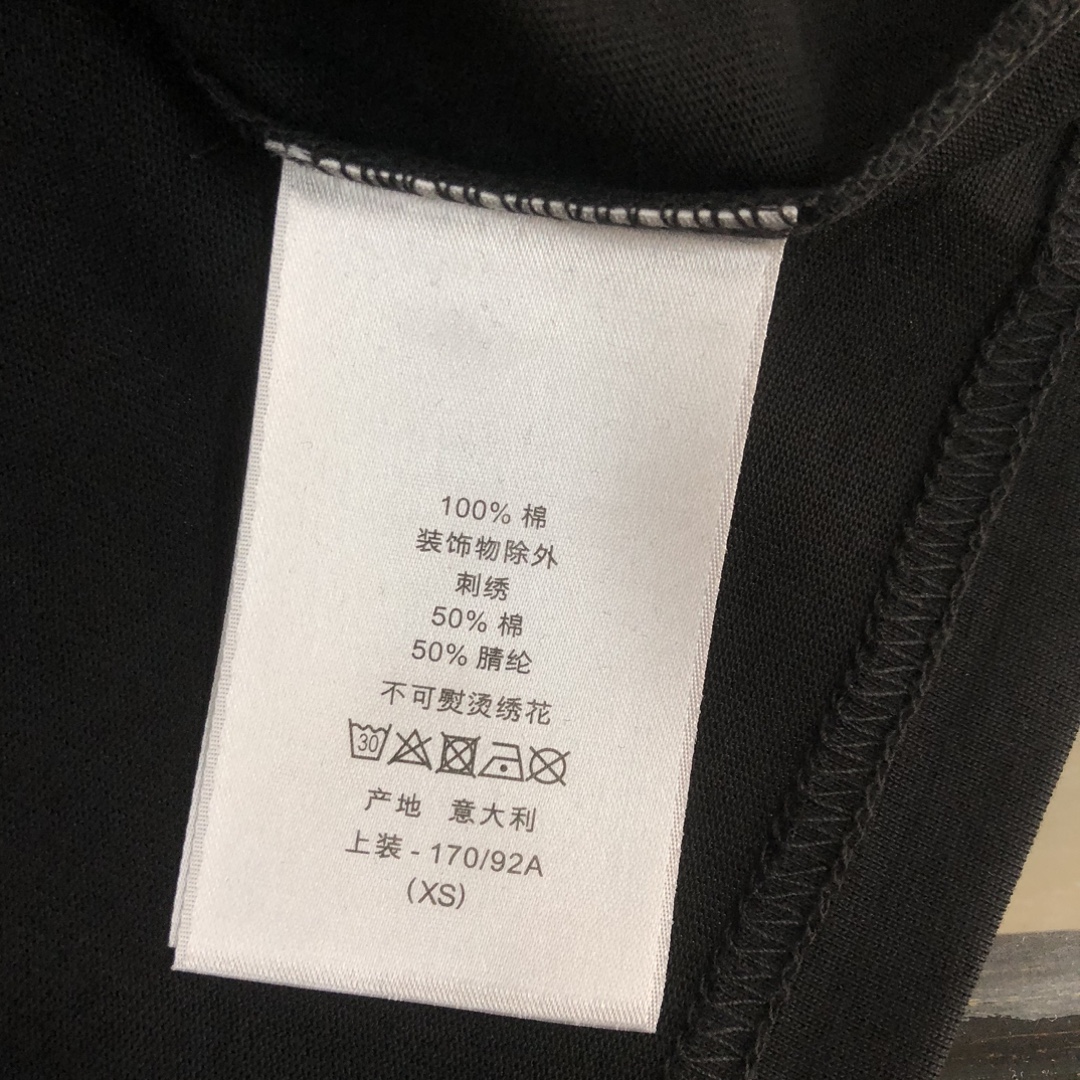 100% 棉
装饰物除外
刺绣
50% 棉
50% 腈纶
不可熨烫绣花
30
产地 意大利
上装 - 170/92A
(XS)